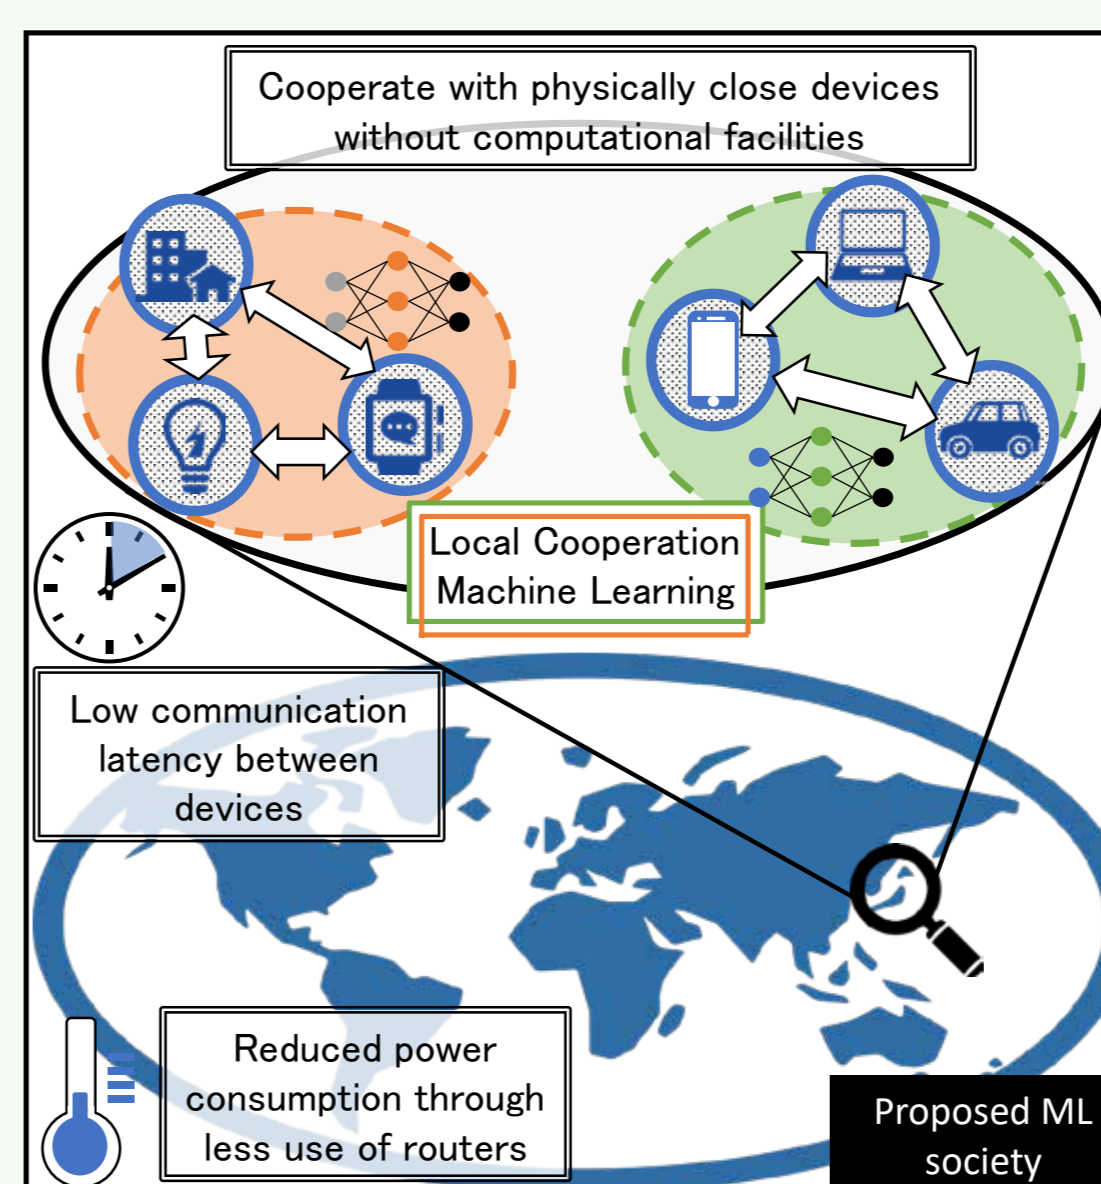 Cooperate with physically close devices
without computational facilities
Local Cooperation
Machine Learning
Low communication
latency between
devices
Reduced power
consumption through
less use of routers
Proposed ML
society